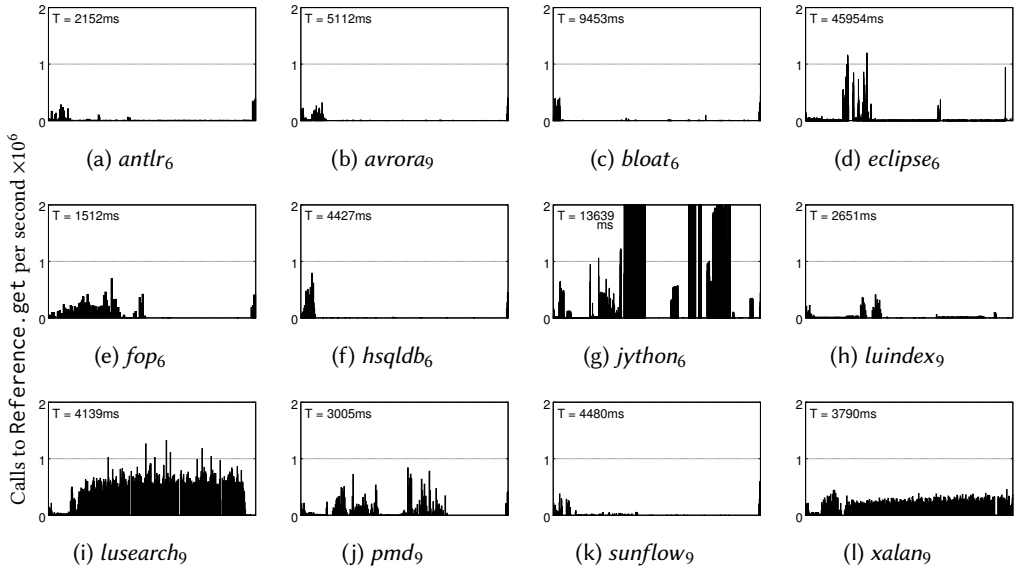 Calls to Reference.get per second ×10⁶
2 T = 2152ms
1
0
(a) antlr₆
2 T = 5112ms
1
0
(b) avrora₉
2 T = 9453ms
1
0
(c) bloat₆
2 T = 45954ms
1
0
(d) eclipse₆
2 T = 1512ms
1
0
(e) fop₆
2 T = 4427ms
1
0
(f) hsqldb₆
2 T = 13639
ms
1
0
(g) jython₆
2 T = 2651ms
1
0
(h) luindex₉
2 T = 4139ms
1
0
(i) lusearch₉
2 T = 3005ms
1
0
(j) pmd₉
2 T = 4480ms
1
0
(k) sunflow₉
2 T = 3790ms
1
0
(l) xalan₉